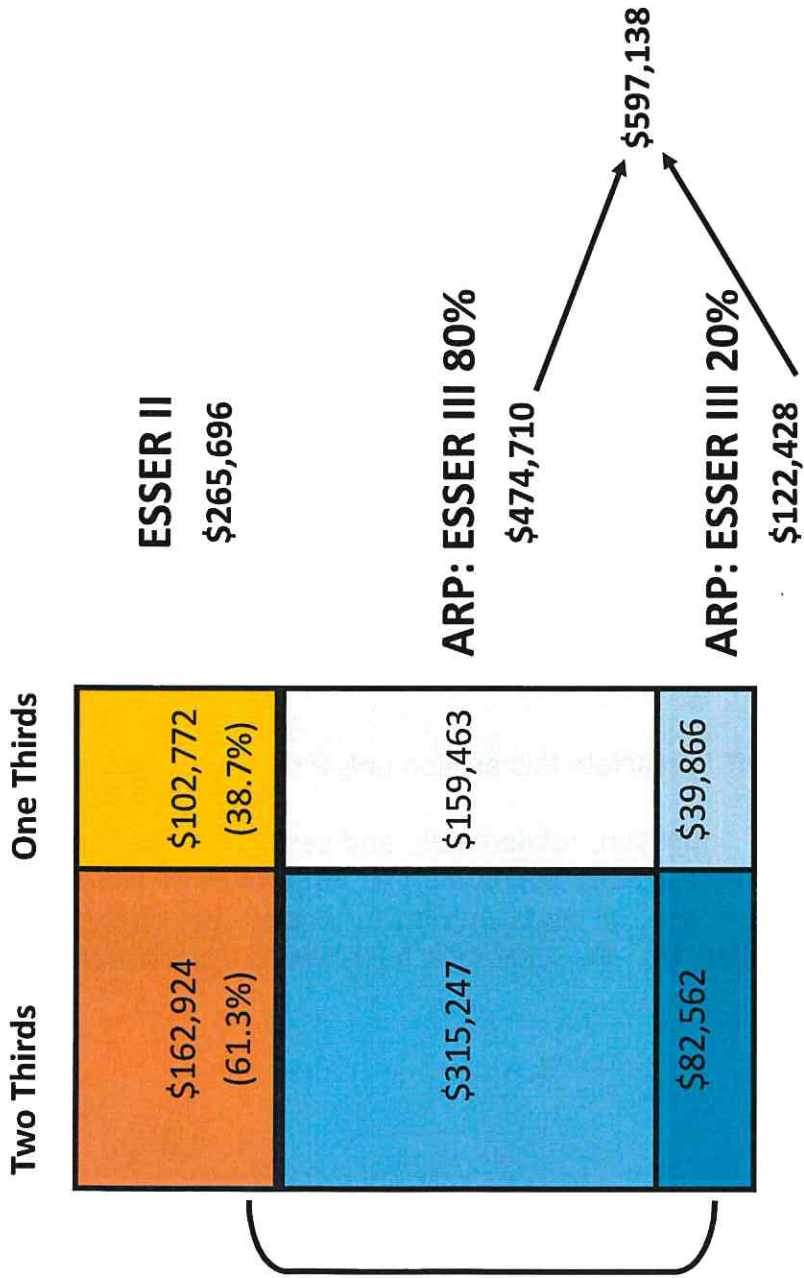 Two Thirds
One Thirds
$162,924
(61.3%)
$102,772
(38.7%)
ESSER II
$265,696
$315,247
$159,463
ARP: ESSER III 80%
$474,710
$597,138
$82,562
$39,866
ARP: ESSER III 20%
$122,428